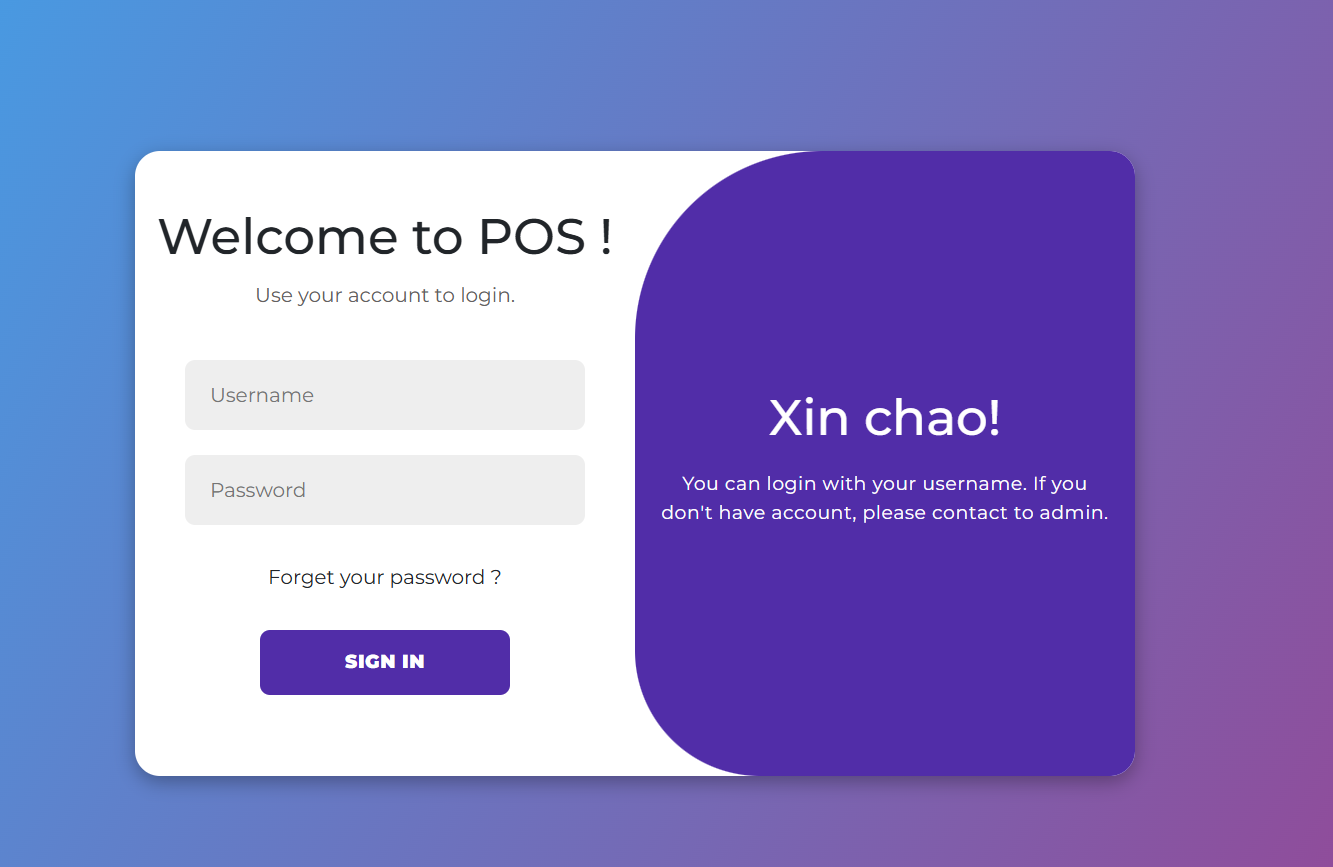 Welcome to POS !
Use your account to login.
Username
Password
Forget your password ?
SIGN IN
Xin chao!
You can login with your username. If you
don't have account, please contact to admin.